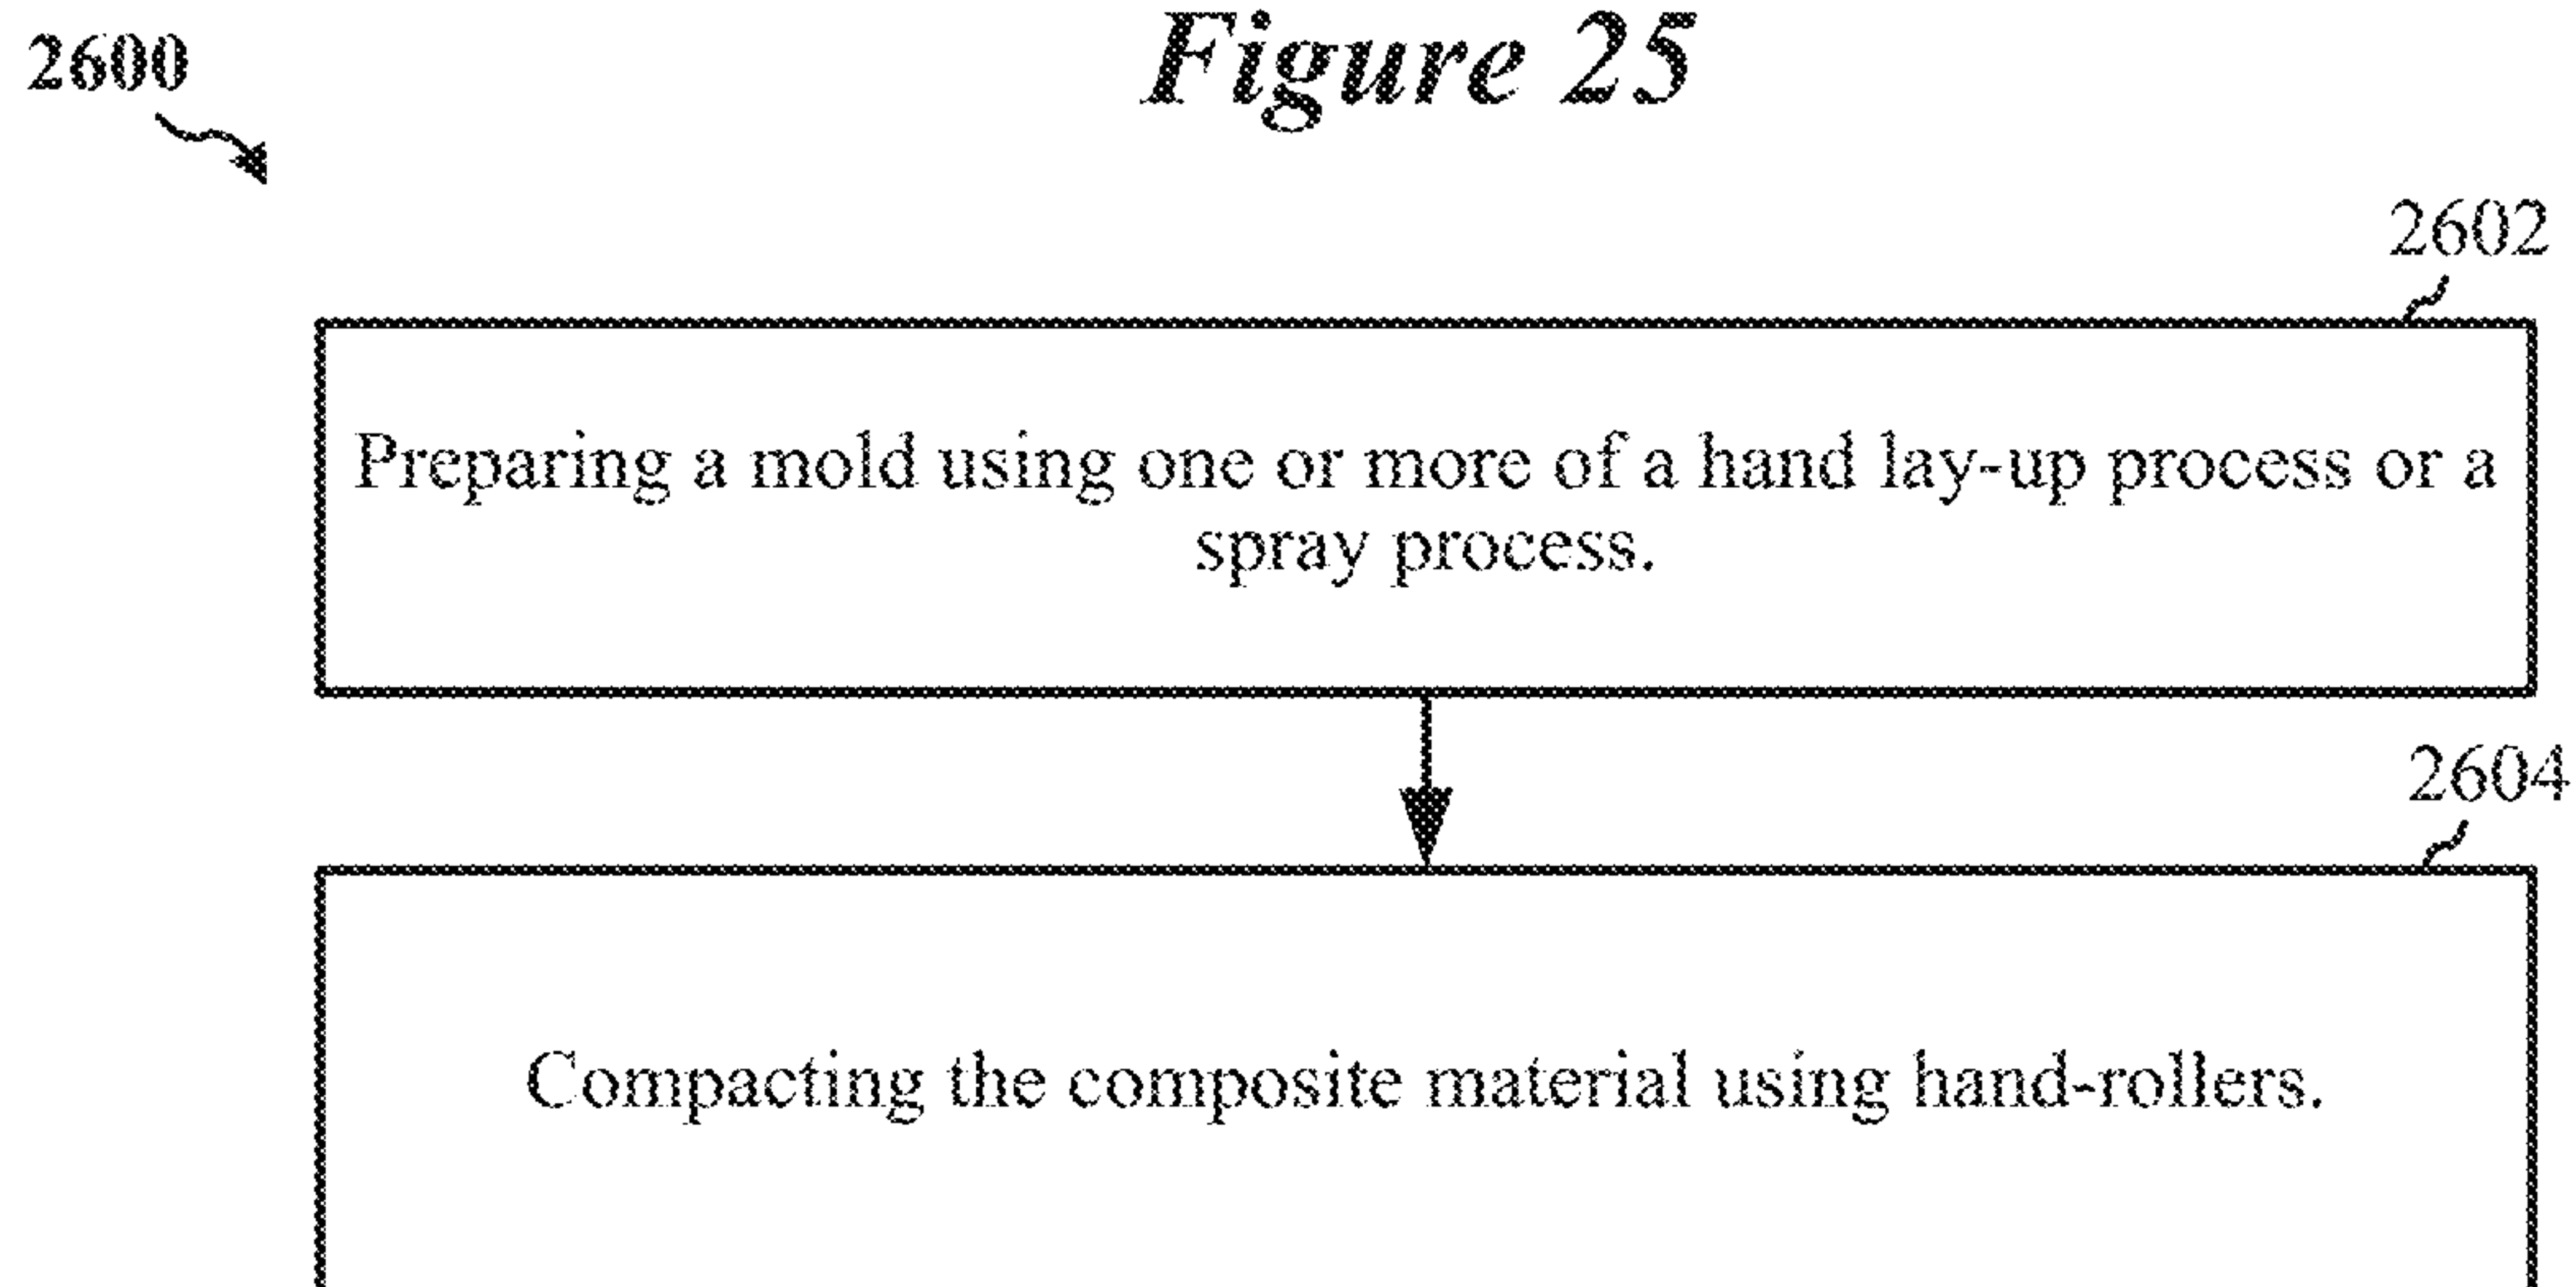 Figure 25
2600
2602
Preparing a mold using one or more of a hand lay-up process or a
spray process.
2604
Compacting the composite material using hand-rollers.